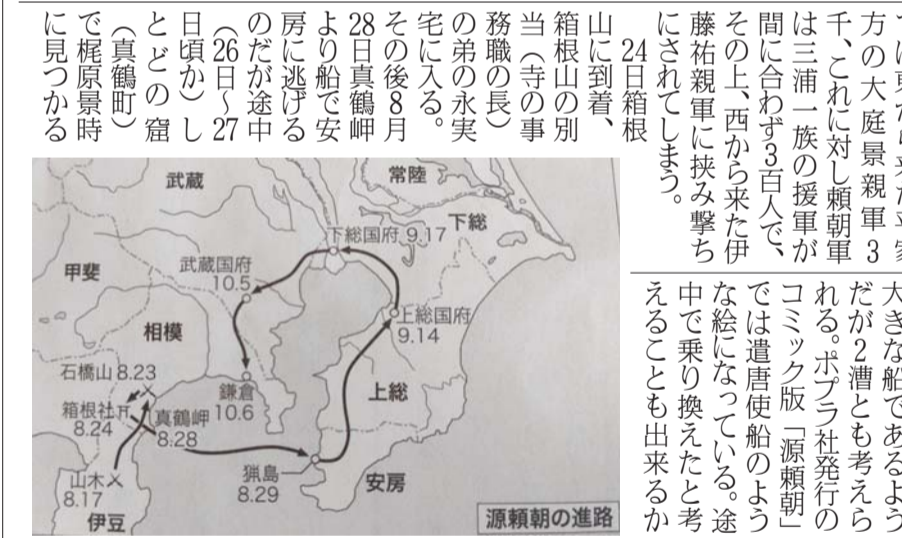 は東から来た平家
方の大庭景親軍3
千、これに対し頼朝軍
は三浦一族の援軍が
間に合わず3百人で、
その上、西から来た伊
藤祐親軍に挟み撃ち
にされてしまう。
24日箱根
山に到着、
箱根山の別
当（寺の事
務職の長）
の弟の永実
宅に入る。
その後8月
28日真鶴岬
より船で安
房に逃げる
のだが途中
（26日～27
日頃か）し
とどの窟
（真鶴町）
で梶原景時
に見つかる
大きな船であるよう
だが2漕とも考えら
れる。ポプラ社発行の
コミック版「源頼朝」
では遣唐使船のよう
な絵になっている。途
中で乗り換えたと考
えることも出来るか
武蔵
常陸
下総
下総国府 9.17
武蔵国府
10.5
甲斐
相模
上総国府
9.14
石橋山 8.23
鎌倉
10.6
上総
箱根社
8.24
真鶴岬
8.28
山木
8.17
猟島
8.29
安房
伊豆
源頼朝の進路